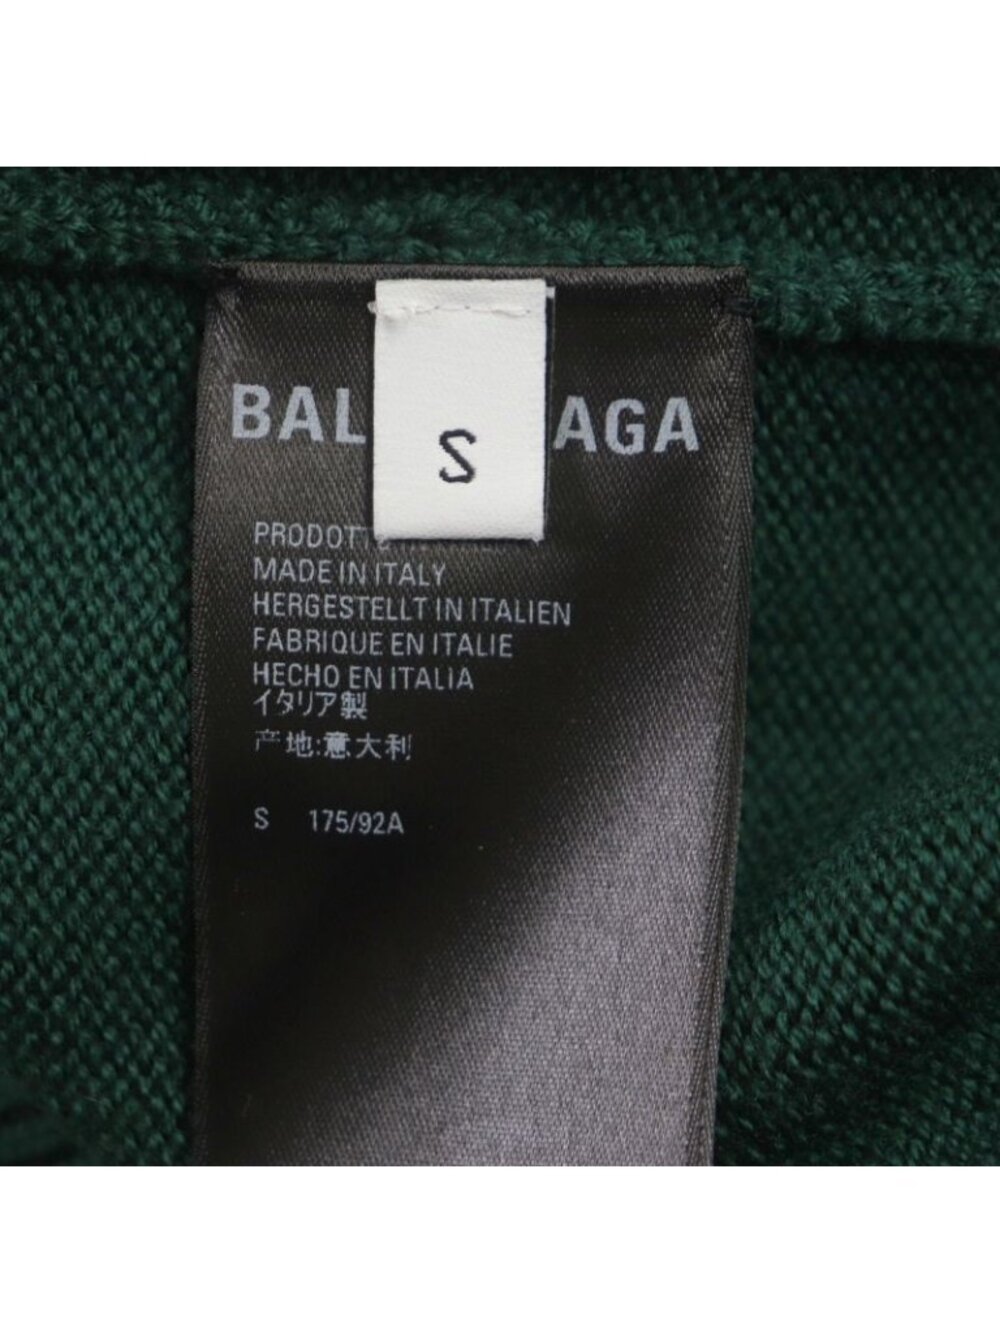 BAL AGA
S
PRODOTTO
MADE IN ITALY
HERGESTELLT IN ITALIEN
FABRIQUE EN ITALIE
HECHO EN ITALIA
イタリア製
产地:意大利
S 175/92A